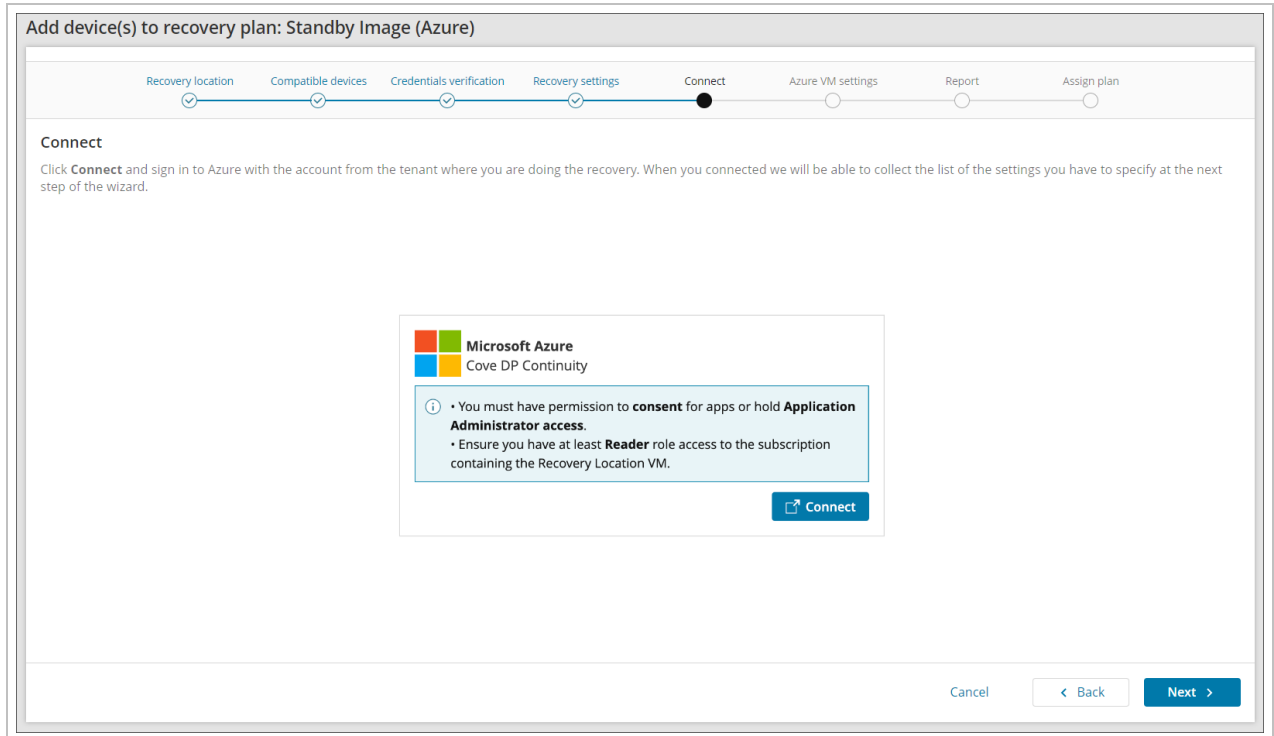 Add device(s) to recovery plan: Standby Image (Azure)
Recovery location Compatible devices Credentials verification Recovery settings Connect Azure VM settings Report Assign plan
Connect
Click Connect and sign in to Azure with the account from the tenant where you are doing the recovery. When you connected we will be able to collect the list of the settings you have to specify at the next
step of the wizard.
Microsoft Azure
Cove DP Continuity
• You must have permission to consent for apps or hold Application
Administrator access.
• Ensure you have at least Reader role access to the subscription
containing the Recovery Location VM.
Connect
Cancel Back Next